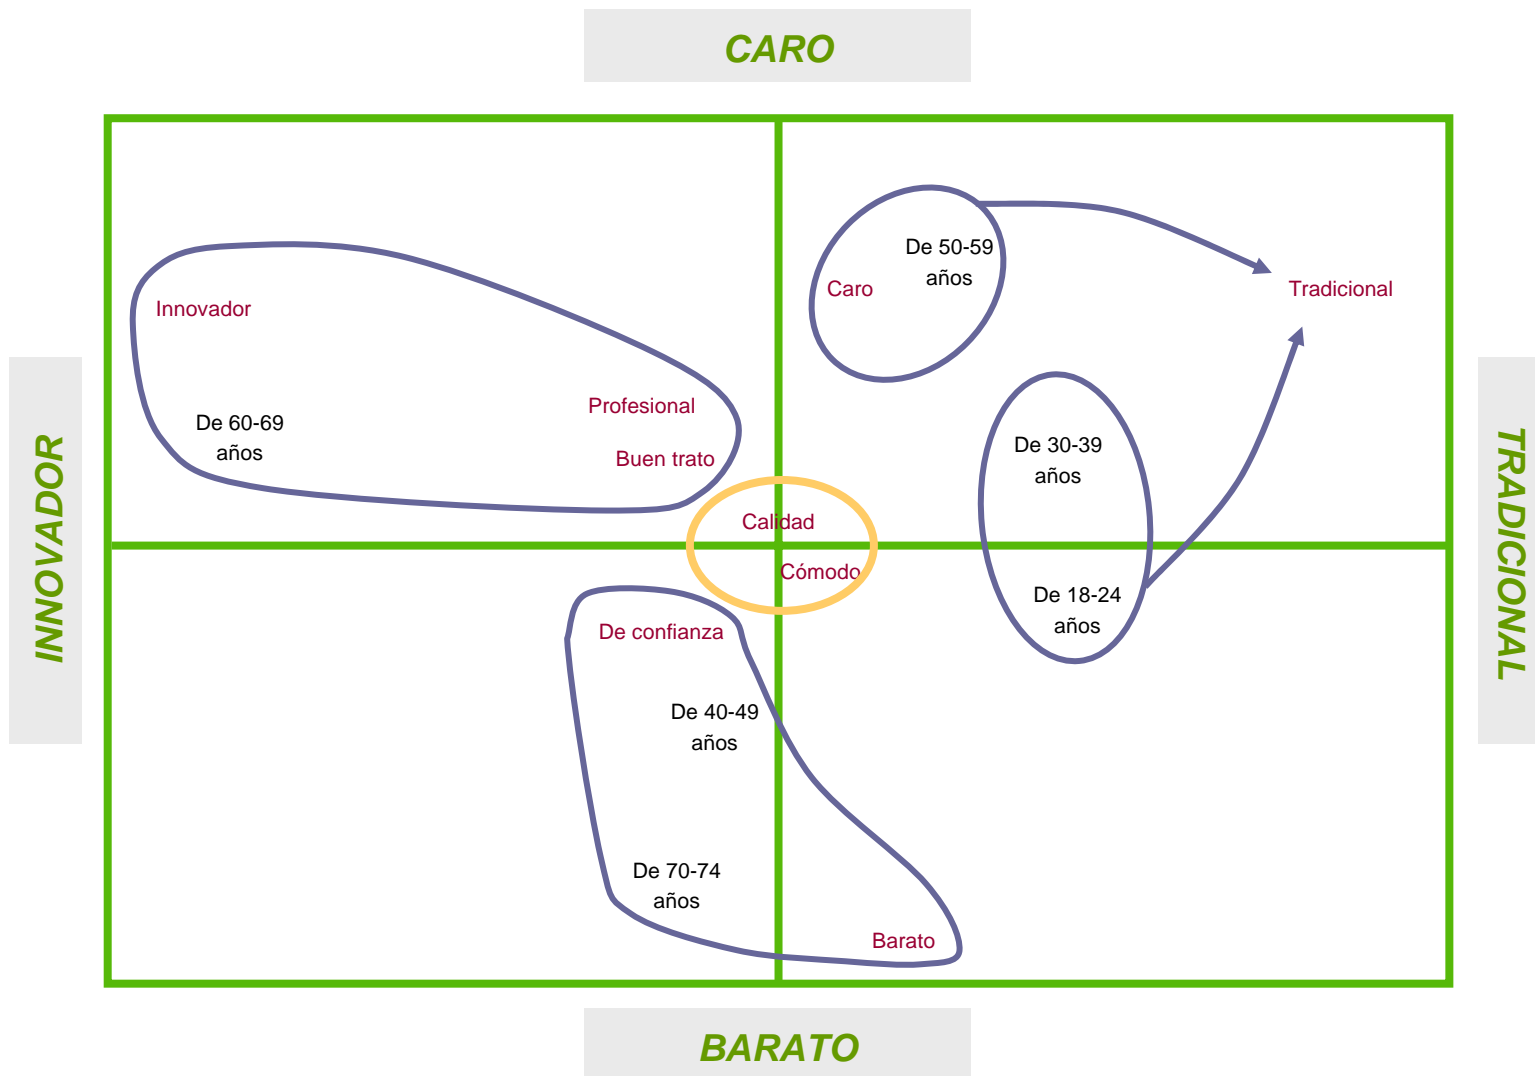 CARO
De 50-59
años
Caro
Tradicional
Innovador
Profesional
De 60-69
años
Buen trato
De 30-39
años
Calidad
Cómodo
De 18-24
años
De confianza
De 40-49
años
De 70-74
años
Barato
INNOVADOR
TRADICIONAL
BARATO